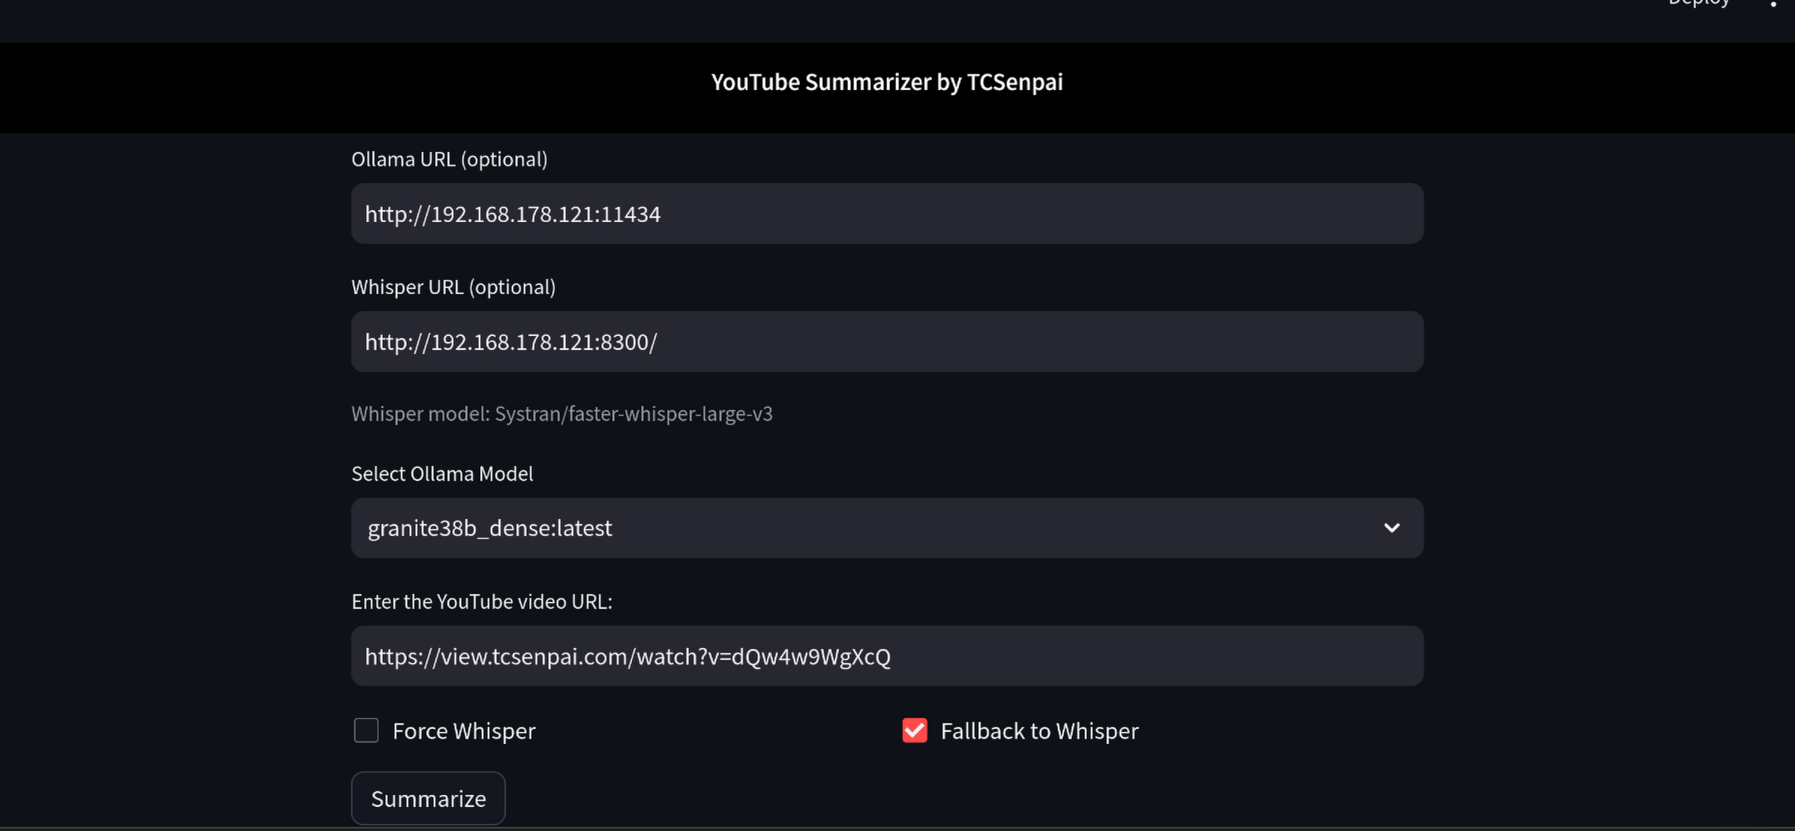 Deploy
YouTube Summarizer by TCSenpai
Ollama URL (optional)
http://192.168.178.121:11434
Whisper URL (optional)
http://192.168.178.121:8300/
Whisper model: Systran/faster-whisper-large-v3
Select Ollama Model
granite38b_dense:latest
Enter the YouTube video URL:
https://view.tcsenpai.com/watch?v=dQw4w9WgXcQ
Force Whisper
Fallback to Whisper
Summarize